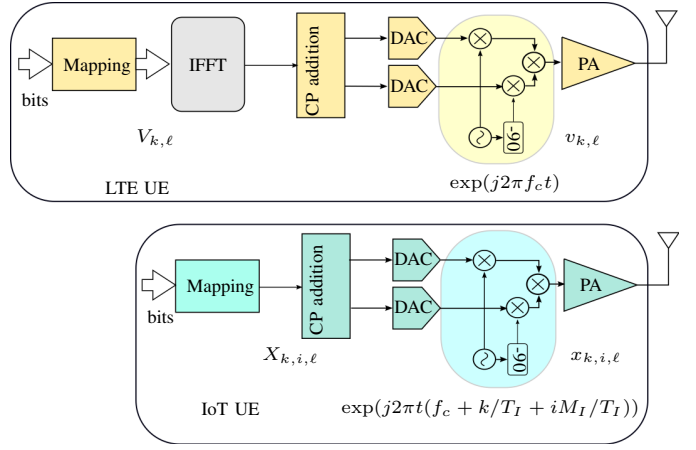 bits
Mapping
IFFT
CP addition
DAC
DAC
-90
PA
V_{k,ℓ}
v_{k,ℓ}
LTE UE
exp(j2πf_ct)
bits
Mapping
CP addition
DAC
DAC
-90
PA
X_{k,i,ℓ}
x_{k,i,ℓ}
IoT UE
exp(j2πt(f_c + k/T_I + iM_I/T_I))